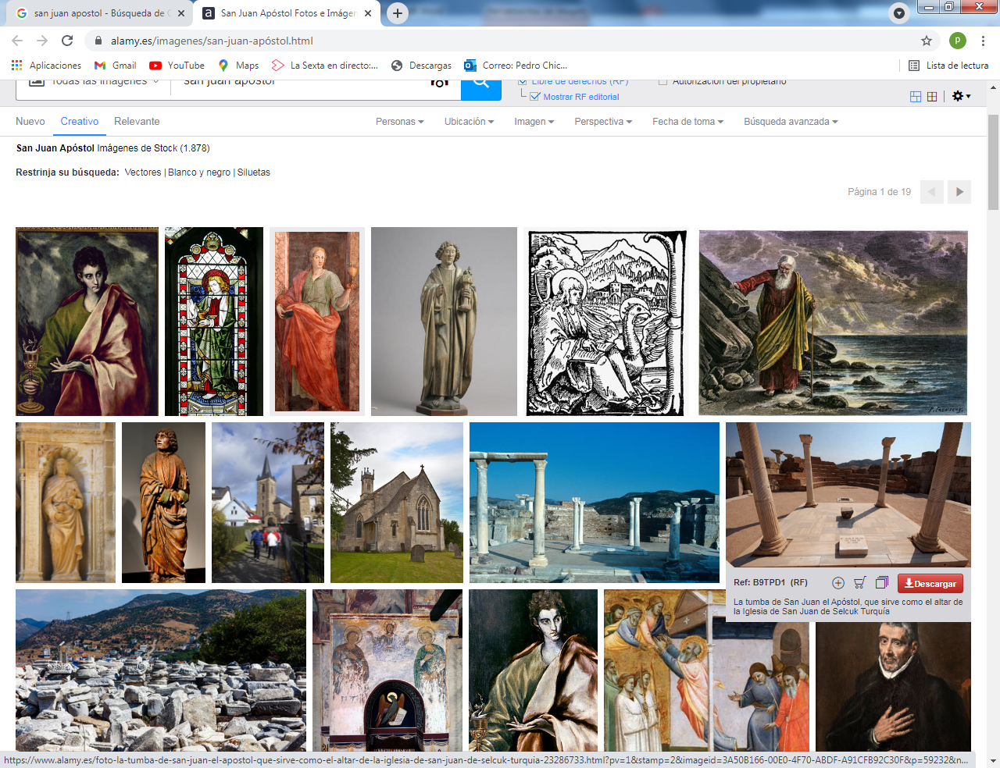 san juan apostol - Búsqueda de G
San Juan Apóstol Fotos e Imágen
alamy.es/imagenes/san-juan-apóstol.html
P
Aplicaciones
Gmail
YouTube
Maps
La Sexta en directo:...
Descargas
Correo: Pedro Chic...
Lista de lectura
Todas las imágenes
san juan apostol
Libre de derechos (RF)
Autorización del propietario
Mostrar RF editorial
Nuevo
Creativo
Relevante
Personas
Ubicación
Imagen
Perspectiva
Fecha de toma
Búsqueda avanzada
San Juan Apóstol Imágenes de Stock (1.878)
Restrinja su búsqueda: Vectores | Blanco y negro | Siluetas
Página 1 de 19
Ref: B9TPD1 (RF)
Descargar
La tumba de San Juan el Apóstol, que sirve como el altar de
la Iglesia de San Juan de Selcuk Turquía
https://www.alamy.es/foto-la-tumba-de-san-juan-el-apostol-que-sirve-como-el-altar-de-la-iglesia-de-san-juan-de-selcuk-turquia-23286733.html?pv=1&stamp=2&imageid=3A50B166-00E0-4F70-ABDF-A91CFB92C30F&p=59232&n...